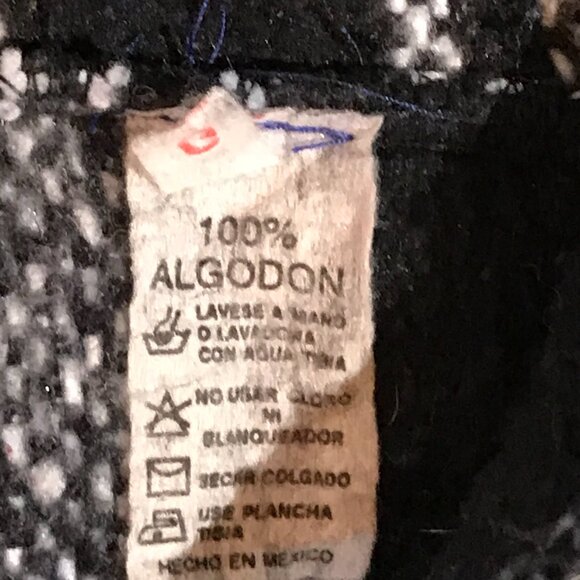 100%
ALGODON
LAVESE A MANO
O LAVADORA
CON AGUA TIBIA
NO USAR CLORO
NI
BLANQUEADOR
SECAR COLGADO
USE PLANCHA
TIBIA
HECHO EN MEXICO